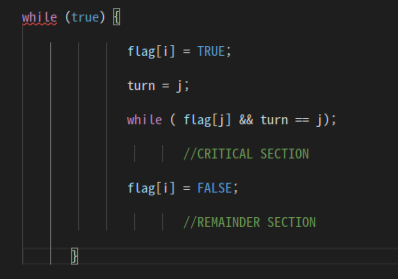 while (true) {
flag[i] = TRUE;
turn = j;
while ( flag[j] && turn == j);
//CRITICAL SECTION
flag[i] = FALSE;
//REMAINDER SECTION
}